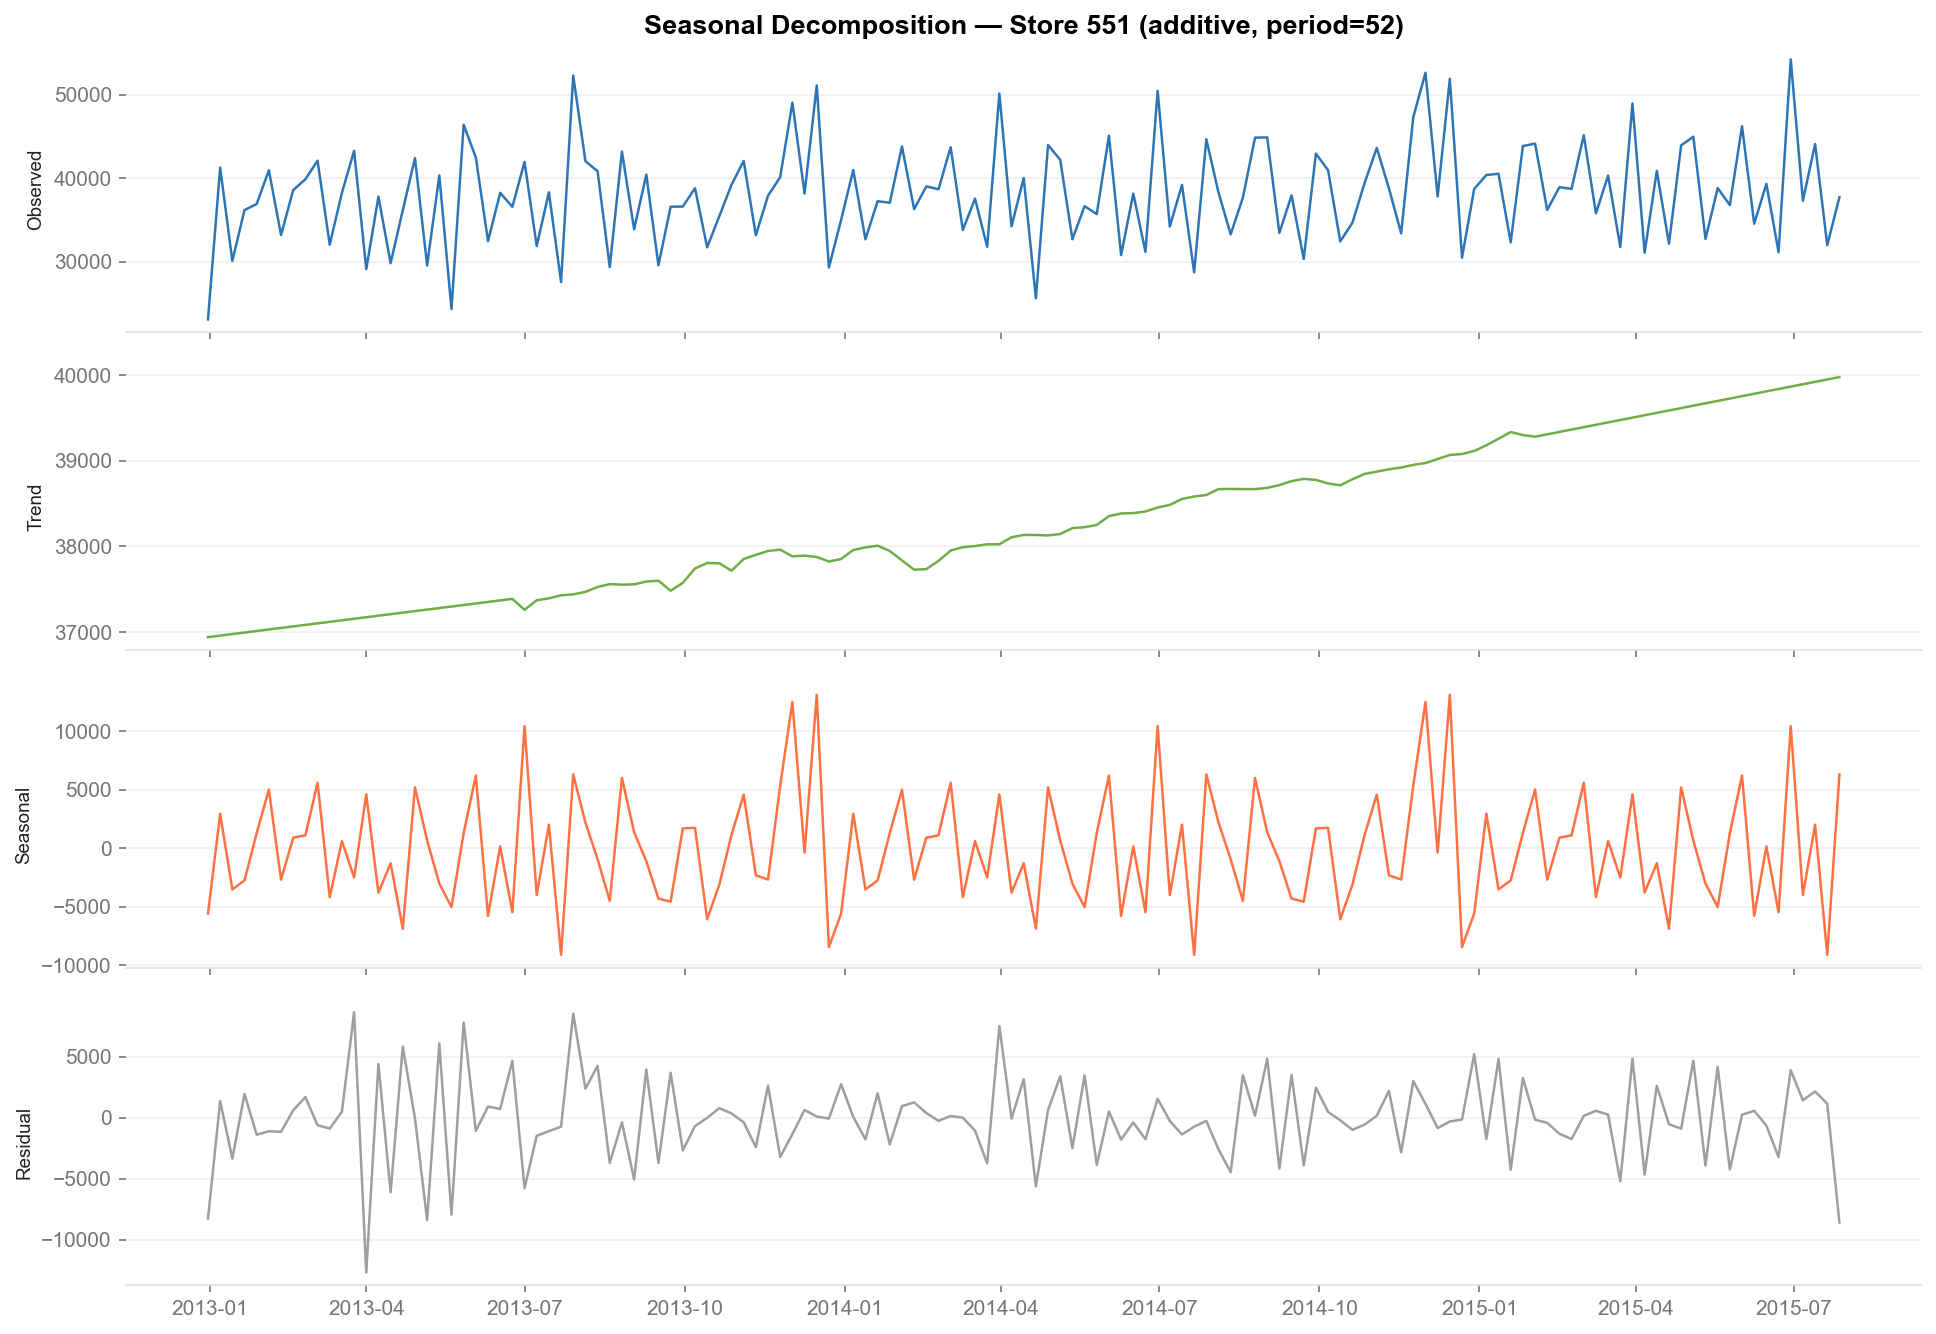 Seasonal Decomposition — Store 551 (additive, period=52)
Observed
50000
40000
30000
Trend
40000
39000
38000
37000
Seasonal
10000
5000
0
−5000
−10000
Residual
5000
0
−5000
−10000
2013-01 2013-04 2013-07 2013-10 2014-01 2014-04 2014-07 2014-10 2015-01 2015-04 2015-07